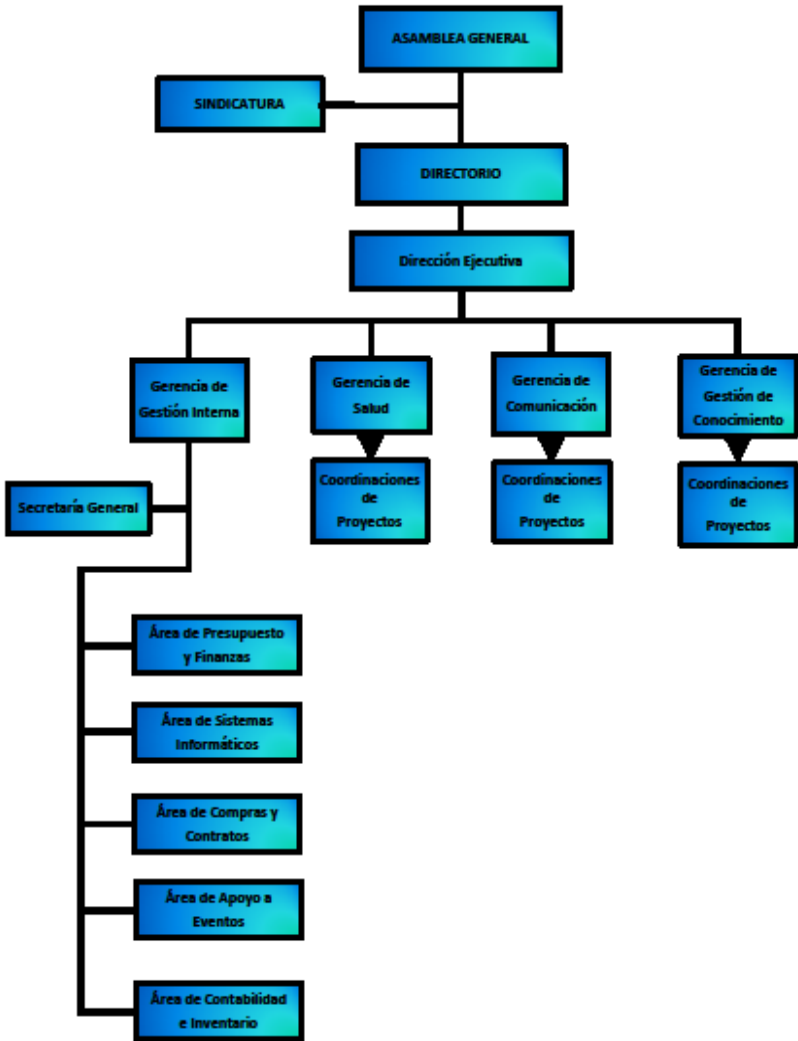 ASAMBLEA GENERAL
SINDICATURA
DIRECTORIO
Dirección Ejecutiva
Gerencia de
Gestión Interna
Gerencia de
Salud
Gerencia de
Comunicación
Gerencia de
Gestión de
Conocimiento
Coordinaciones
de
Proyectos
Coordinaciones
de
Proyectos
Coordinaciones
de
Proyectos
Secretaría General
Área de Presupuesto
y Finanzas
Área de Sistemas
Informáticos
Área de Compras y
Contratos
Área de Apoyo a
Eventos
Área de Contabilidad
e Inventario